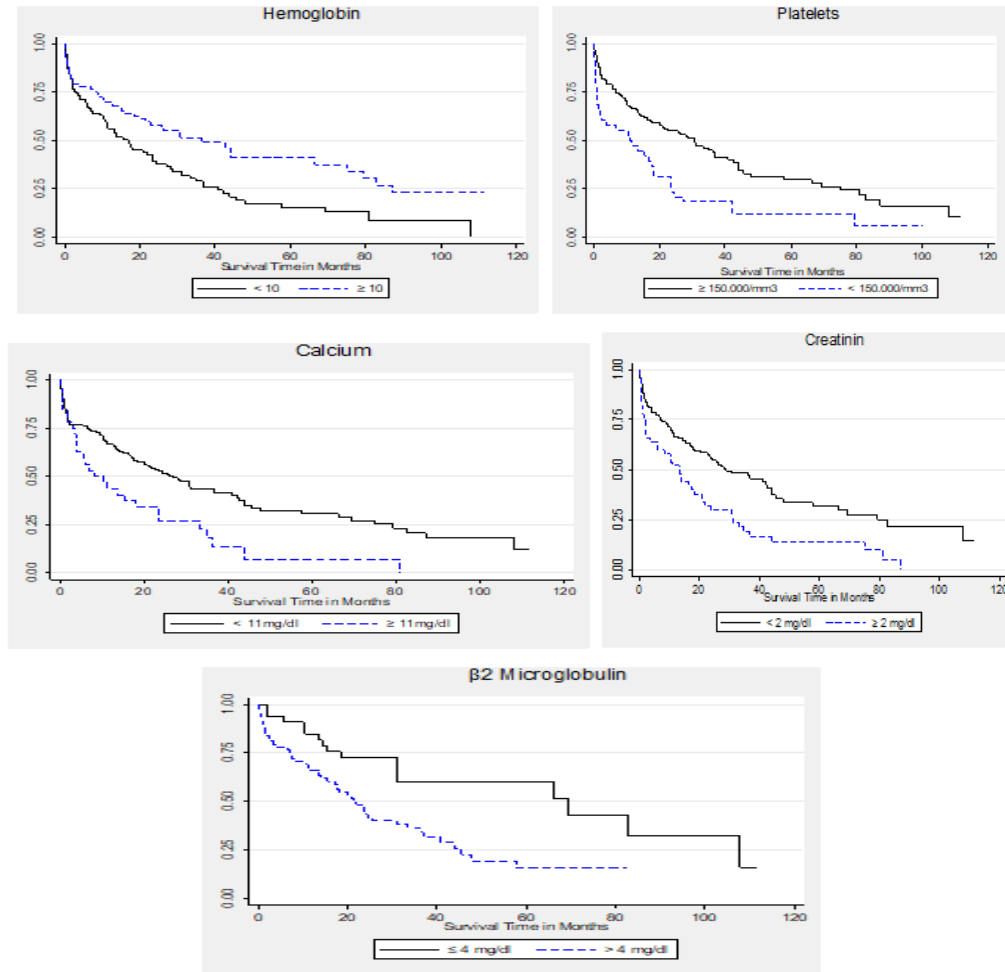 Hemoglobin
1.00
0.75
0.50
0.25
0.00
0 20 40 60 80 100 120
Survival Time in Months
< 10 ≥ 10
Platelets
1.00
0.75
0.50
0.25
0.00
0 20 40 60 80 100 120
Survival Time in Months
≥ 150.000/mm3 < 150.000/mm3
Calcium
1.00
0.75
0.50
0.25
0.00
0 20 40 60 80 100 120
Survival Time in Months
< 11mg/dl ≥ 11mg/dl
Creatinin
1.00
0.75
0.50
0.25
0.00
0 20 40 60 80 100 120
Survival Time in Months
< 2 mg/dl ≥ 2 mg/dl
β2 Microglobulin
1.00
0.75
0.50
0.25
0.00
0 20 40 60 80 100 120
Survival Time in Months
≤ 4 mg/dl > 4 mg/dl